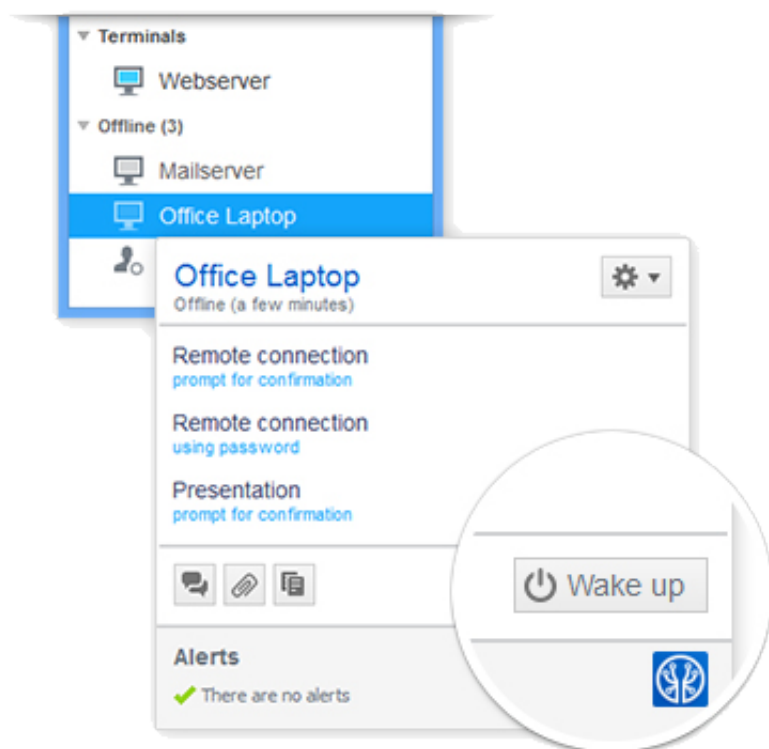 Terminals
Webserver
Offline (3)
Mailserver
Office Laptop
Office Laptop
Offline (a few minutes)
Remote connection
prompt for confirmation
Remote connection
using password
Presentation
prompt for confirmation
Wake up
Alerts
There are no alerts